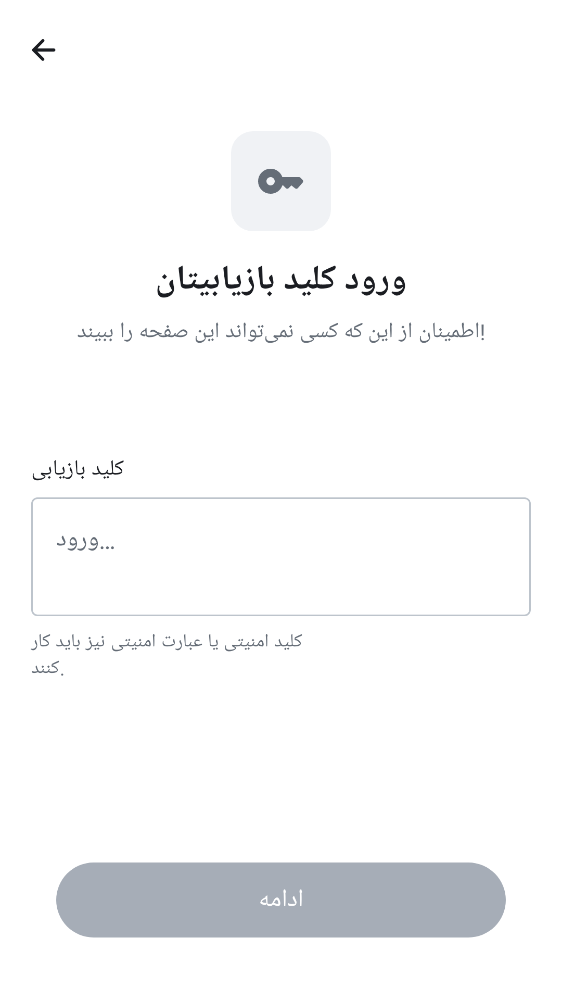 ورود کلید بازیابیتان
اطمینان از این که کسی نمی‌تواند این صفحه را ببیند!
کلید بازیابی
ورود...
کلید امنیتی یا عبارت امنیتی نیز باید کار
کنند.
ادامه